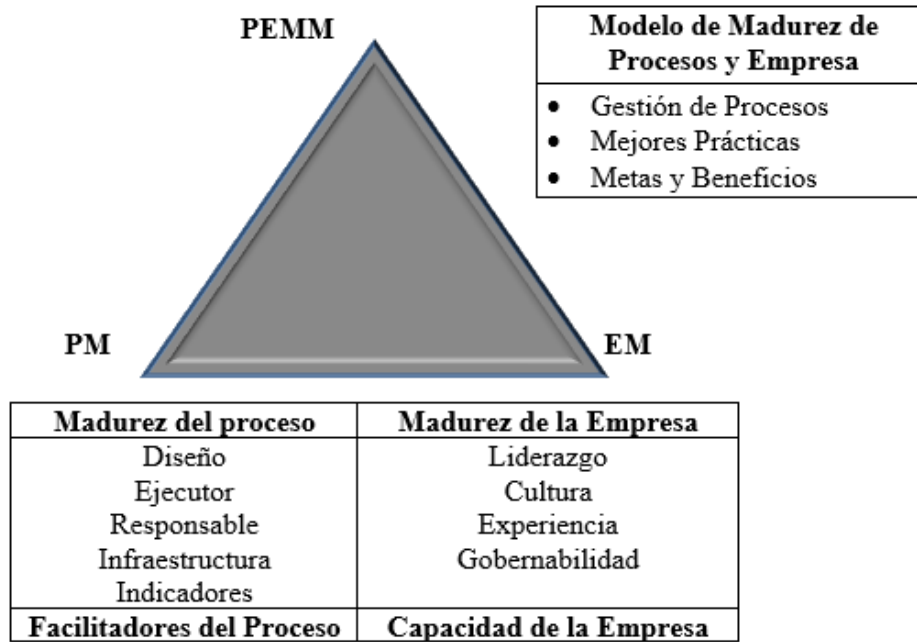 PEMM
Modelo de Madurez de
Procesos y Empresa
• Gestión de Procesos
• Mejores Prácticas
• Metas y Beneficios
PM
EM
Madurez del proceso
Diseño
Ejecutor
Responsable
Infraestructura
Indicadores
Facilitadores del Proceso
Madurez de la Empresa
Liderazgo
Cultura
Experiencia
Gobernabilidad
Capacidad de la Empresa